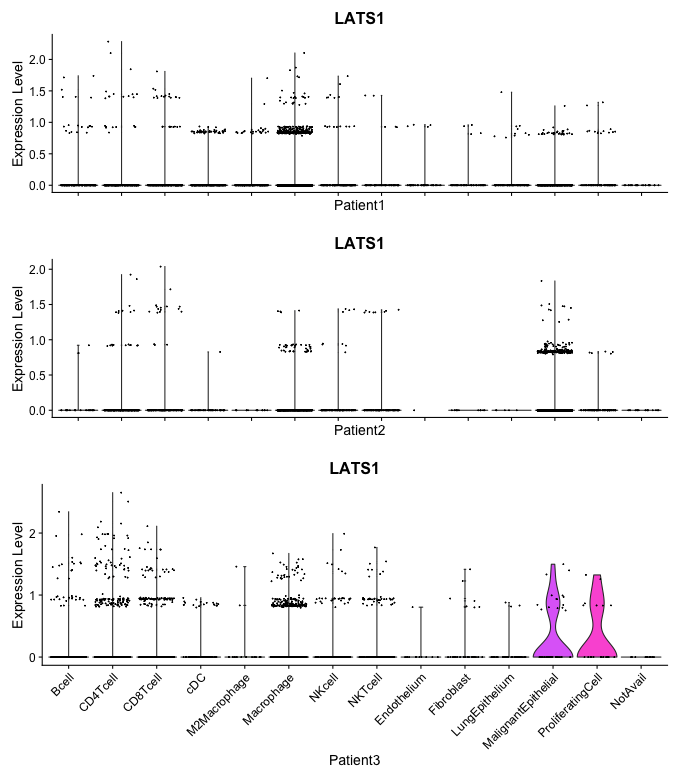 LATS1
Expression Level
2.0
1.5
1.0
0.5
0.0
Patient1
LATS1
Expression Level
2.0
1.5
1.0
0.5
0.0
Patient2
LATS1
Expression Level
2
1
0
Bcell
CD4Tcell
CD8Tcell
cDC
M2Macrophage
Macrophage
NKcell
NKTcell
Endothelium
Fibroblast
LungEpithelium
MalignantEpithelial
ProliferatingCell
NotAvail
Patient3